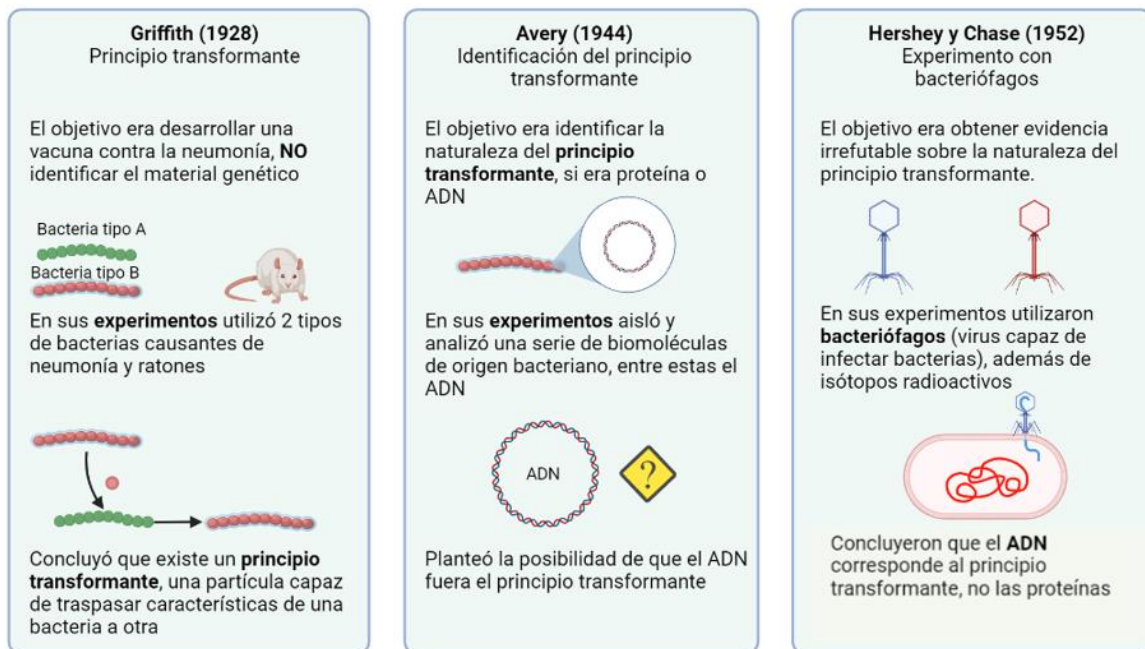 Griffith (1928)
Principio transformante
El objetivo era desarrollar una
vacuna contra la neumonía, NO
identificar el material genético
Bacteria tipo A
Bacteria tipo B
En sus experimentos utilizó 2 tipos
de bacterias causantes de
neumonía y ratones
Concluyó que existe un principio
transformante, una partícula capaz
de traspasar características de una
bacteria a otra
Avery (1944)
Identificación del principio
transformante
El objetivo era identificar la
naturaleza del principio
transformante, si era proteína o
ADN
En sus experimentos aisló y
analizó una serie de biomoléculas
de origen bacteriano, entre estas el
ADN
ADN
?
Planteó la posibilidad de que el ADN
fuera el principio transformante
Hershey y Chase (1952)
Experimento con
bacteriófagos
El objetivo era obtener evidencia
irrefutable sobre la naturaleza del
principio transformante.
En sus experimentos utilizaron
bacteriófagos (virus capaz de
infectar bacterias), además de
isótopos radioactivos
Concluyeron que el ADN
corresponde al principio
transformante, no las proteínas